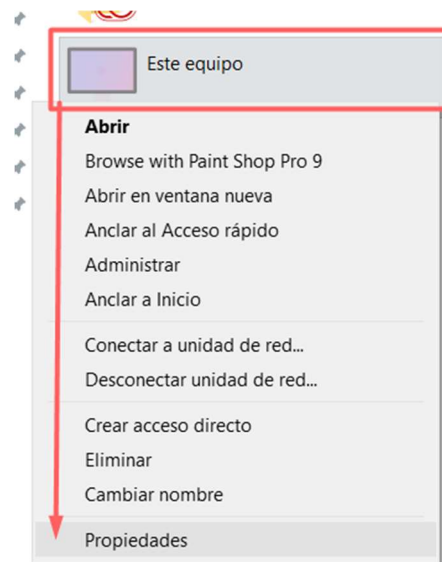 Este equipo
Abrir
Browse with Paint Shop Pro 9
Abrir en ventana nueva
Anclar al Acceso rápido
Administrar
Anclar a Inicio
Conectar a unidad de red...
Desconectar unidad de red...
Crear acceso directo
Eliminar
Cambiar nombre
Propiedades